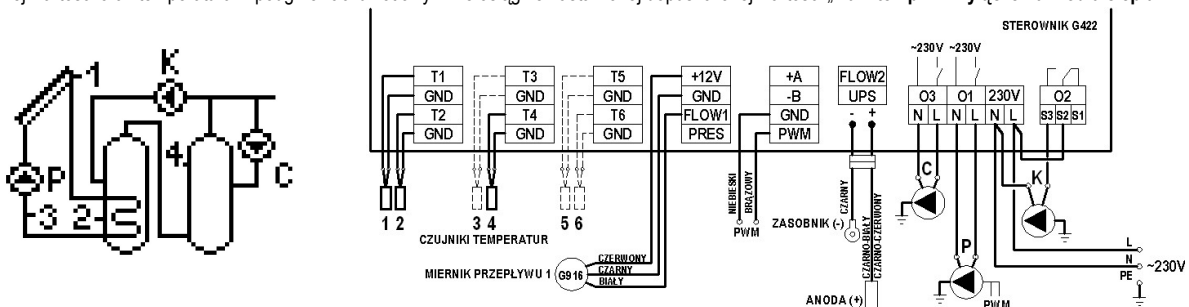 STEROWNIK G422
~230V ~230V
T1 T3 T5 +12V +A FLOW2
GND GND GND GND -B UPS O3 O1 230V O2
T2 T4 T6 FLOW1 GND - + N L N L N L S3 S2 S1
GND GND GND PRES PWM
K
1
4
P
C
3
2
1 2 3 4 5 6
CZUJNIKI TEMPERATUR
NIEBIESKI
BRĄZOWY
PWM
CZARNY
ZASOBNIK (-)
CZARNO-BIAŁY
CZARNO-CZERWONY
ANODA (+)
MIERNIK PRZEPŁYWU 1
G916
CZERWONY
CZARNY
BIAŁY
C
K
P
PWM
L
N
PE
~230V